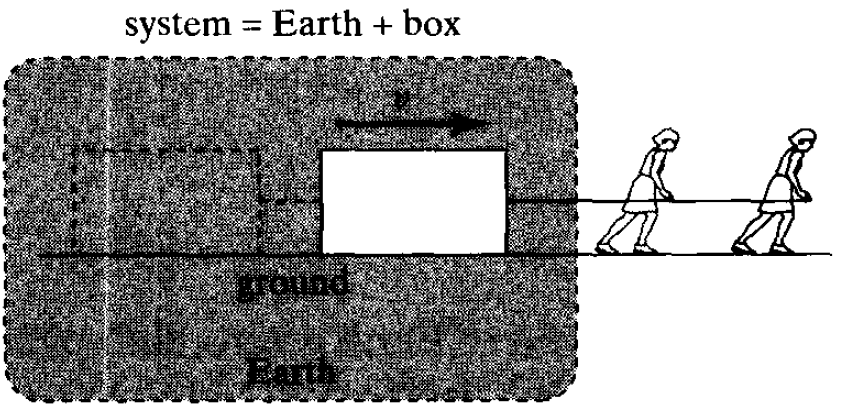 system = Earth + box
v
ground
Earth